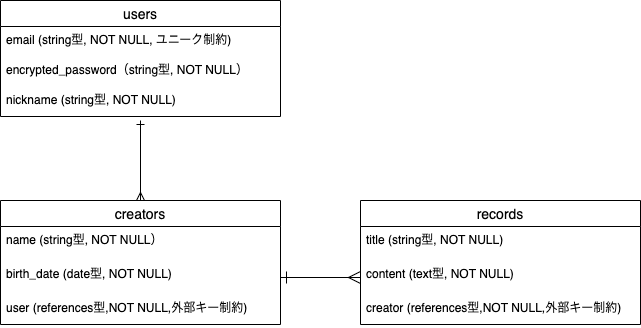 users
email (string型, NOT NULL, ユニーク制約)
encrypted_password（string型, NOT NULL）
nickname (string型, NOT NULL)
creators
name (string型, NOT NULL）
birth_date (date型, NOT NULL)
user (references型,NOT NULL,外部キー制約)
records
title (string型, NOT NULL)
content (text型, NOT NULL)
creator (references型,NOT NULL,外部キー制約)